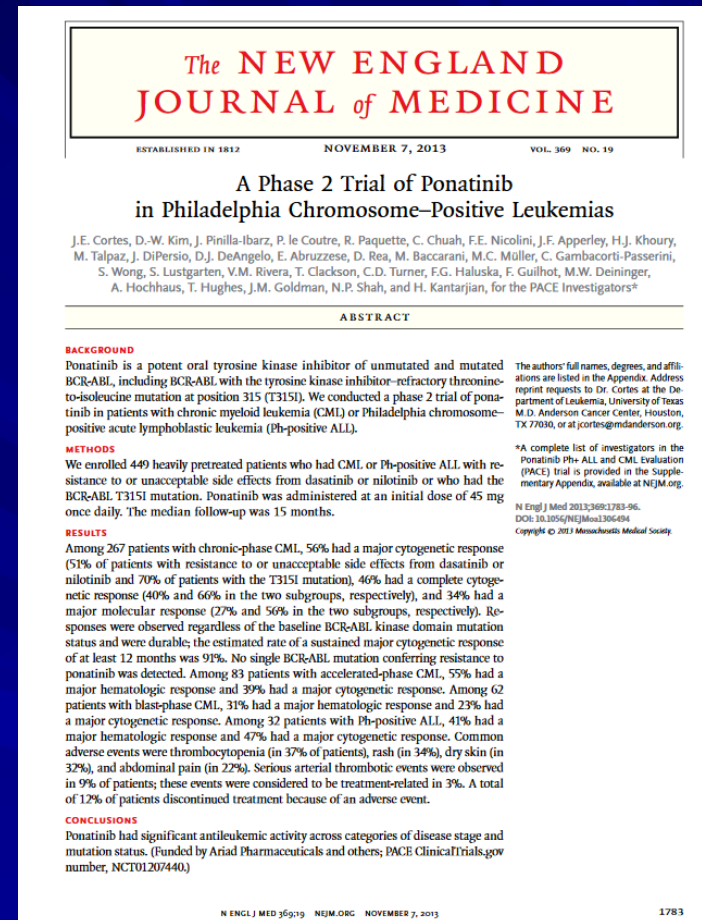 The NEW ENGLAND
JOURNAL of MEDICINE
ESTABLISHED IN 1812 NOVEMBER 7, 2013 VOL. 369 NO. 19
A Phase 2 Trial of Ponatinib
in Philadelphia Chromosome–Positive Leukemias
J.E. Cortes, D.-W. Kim, J. Pinilla-Ibarz, P. le Coutre, R. Paquette, C. Chuah, F.E. Nicolini, J.F. Apperley, H.J. Khoury,
M. Talpaz, J. DiPersio, D.J. DeAngelo, E. Abruzzese, D. Rea, M. Baccarani, M.C. Müller, C. Gambacorti-Passerini,
S. Wong, S. Lustgarten, V.M. Rivera, T. Clackson, C.D. Turner, F.G. Haluska, F. Guilhot, M.W. Deininger,
A. Hochhaus, T. Hughes, J.M. Goldman, N.P. Shah, and H. Kantarjian, for the PACE Investigators*
ABSTRACT
BACKGROUND
Ponatinib is a potent oral tyrosine kinase inhibitor of unmutated and mutated
BCR-ABL, including BCR-ABL with the tyrosine kinase inhibitor–refractory threonine-
to-isoleucine mutation at position 315 (T315I). We conducted a phase 2 trial of pona-
tinib in patients with chronic myeloid leukemia (CML) or Philadelphia chromosome–
positive acute lymphoblastic leukemia (Ph-positive ALL).
METHODS
We enrolled 449 heavily pretreated patients who had CML or Ph-positive ALL with re-
sistance to or unacceptable side effects from dasatinib or nilotinib or who had the
BCR-ABL T315I mutation. Ponatinib was administered at an initial dose of 45 mg
once daily. The median follow-up was 15 months.
RESULTS
Among 267 patients with chronic-phase CML, 56% had a major cytogenetic response
(51% of patients with resistance to or unacceptable side effects from dasatinib or
nilotinib and 70% of patients with the T315I mutation), 46% had a complete cytoge-
netic response (40% and 66% in the two subgroups, respectively), and 34% had a
major molecular response (27% and 56% in the two subgroups, respectively). Re-
sponses were observed regardless of the baseline BCR-ABL kinase domain mutation
status and were durable; the estimated rate of a sustained major cytogenetic response
of at least 12 months was 91%. No single BCR-ABL mutation conferring resistance to
ponatinib was detected. Among 83 patients with accelerated-phase CML, 55% had a
major hematologic response and 39% had a major cytogenetic response. Among 62
patients with blast-phase CML, 31% had a major hematologic response and 23% had
a major cytogenetic response. Among 32 patients with Ph-positive ALL, 41% had a
major hematologic response and 47% had a major cytogenetic response. Common
adverse events were thrombocytopenia (in 37% of patients), rash (in 34%), dry skin (in
32%), and abdominal pain (in 22%). Serious arterial thrombotic events were observed
in 9% of patients; these events were considered to be treatment-related in 3%. A total
of 12% of patients discontinued treatment because of an adverse event.
CONCLUSIONS
Ponatinib had significant antileukemic activity across categories of disease stage and
mutation status. (Funded by Ariad Pharmaceuticals and others; PACE ClinicalTrials.gov
number, NCT01207440.)
The authors' full names, degrees, and affili-
ations are listed in the Appendix. Address
reprint requests to Dr. Cortes at the De-
partment of Leukemia, University of Texas
M.D. Anderson Cancer Center, Houston,
TX 77030, or at jcortes@mdanderson.org.
*A complete list of investigators in the
Ponatinib Ph+ ALL and CML Evaluation
(PACE) trial is provided in the Supple-
mentary Appendix, available at NEJM.org.
N Engl J Med 2013;369:1783-96.
DOI: 10.1056/NEJMoa1306494
Copyright © 2013 Massachusetts Medical Society.
N ENGL J MED 369;19 NEJM.ORG NOVEMBER 7, 2013 1783